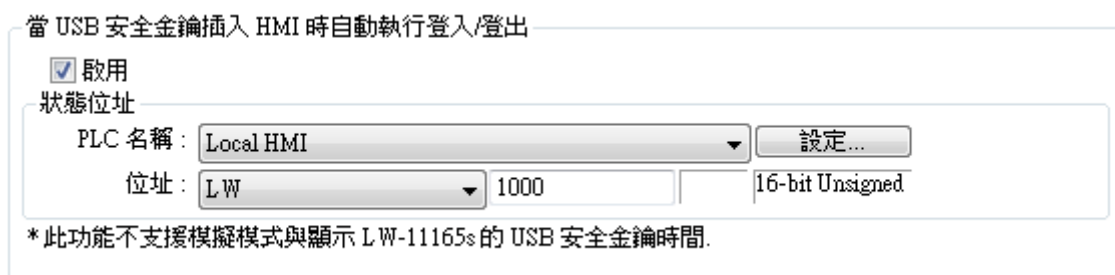 當 USB 安全金鑰插入 HMI 時自動執行登入/登出
啟用
狀態位址
PLC 名稱 : Local HMI 設定...
位址 : LW 1000 16-bit Unsigned
* 此功能不支援模擬模式與顯示 LW-11165s 的 USB 安全金鑰時間.